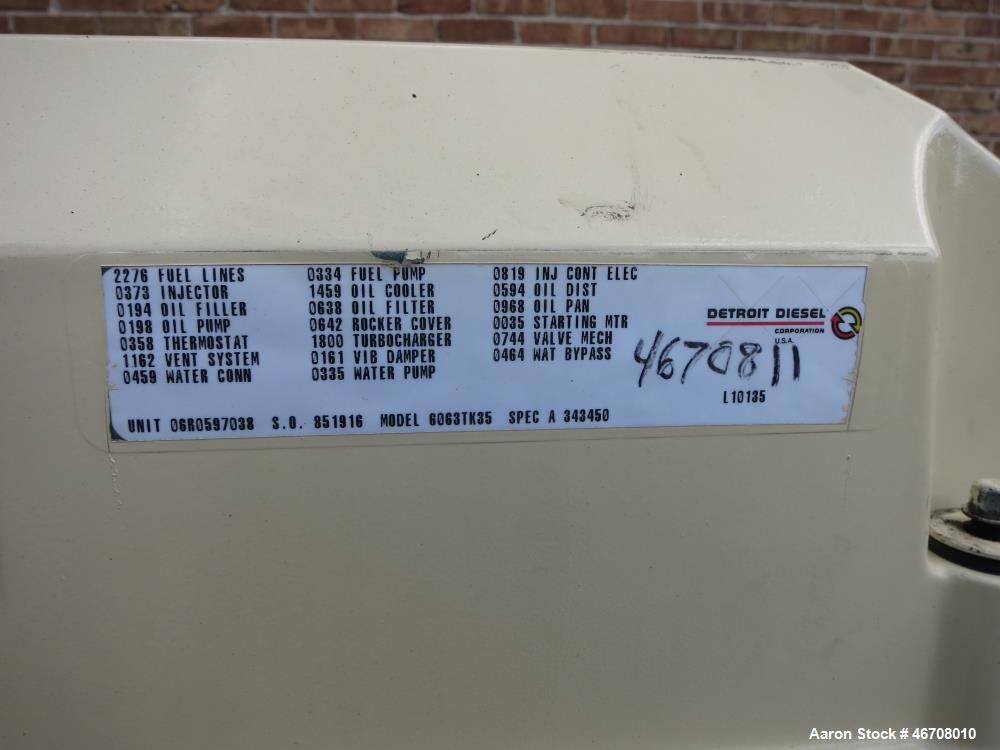 2276 FUEL LINES 0334 FUEL PUMP 0819 INJ CONT ELEC
0373 INJECTOR 1459 OIL COOLER 0594 OIL DIST
0194 OIL FILLER 0638 OIL FILTER 0968 OIL PAN
0198 OIL PUMP 0642 ROCKER COVER 0035 STARTING MTR
0358 THERMOSTAT 1800 TURBOCHARGER 0744 VALVE MECH
1162 VENT SYSTEM 0161 VIB DAMPER 0464 WAT BYPASS
0459 WATER CONN 0335 WATER PUMP
DETROIT DIESEL
CORPORATION
U.S.A.
4670811
L10135
UNIT 06R0597038 S.O. 851916 MODEL 6063TK35 SPEC A 343450
Aaron Stock # 46708010